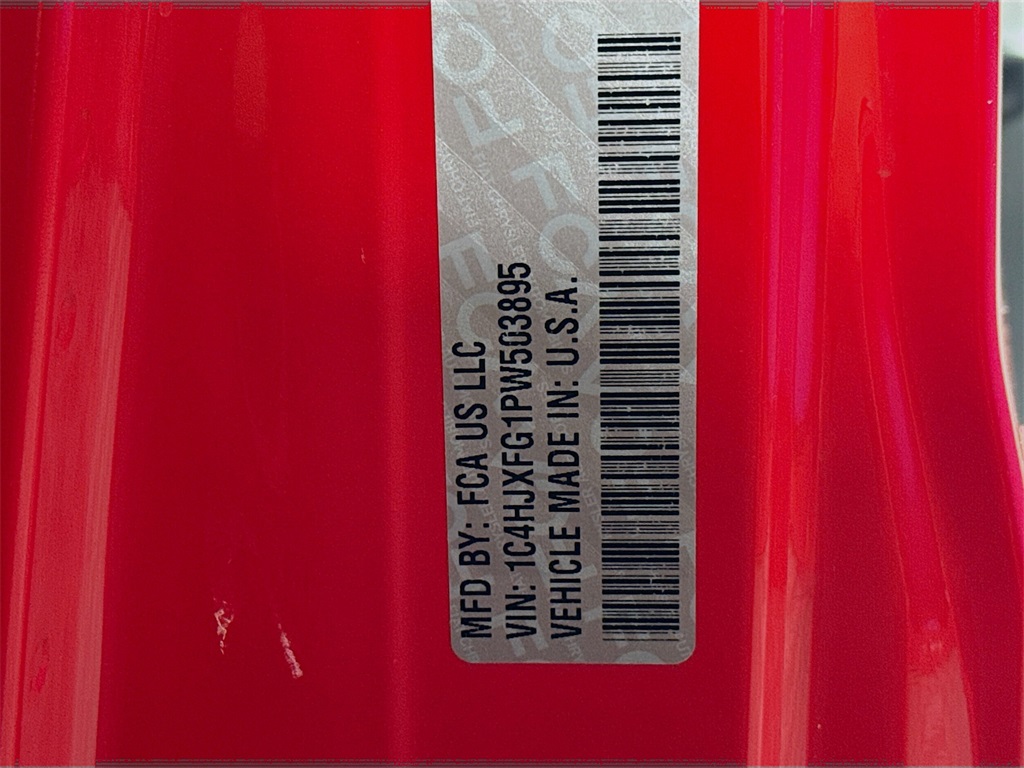 MFD BY: FCA US LLC
VIN: 1C4HJXFG1PW503895
VEHICLE MADE IN: U.S.A.